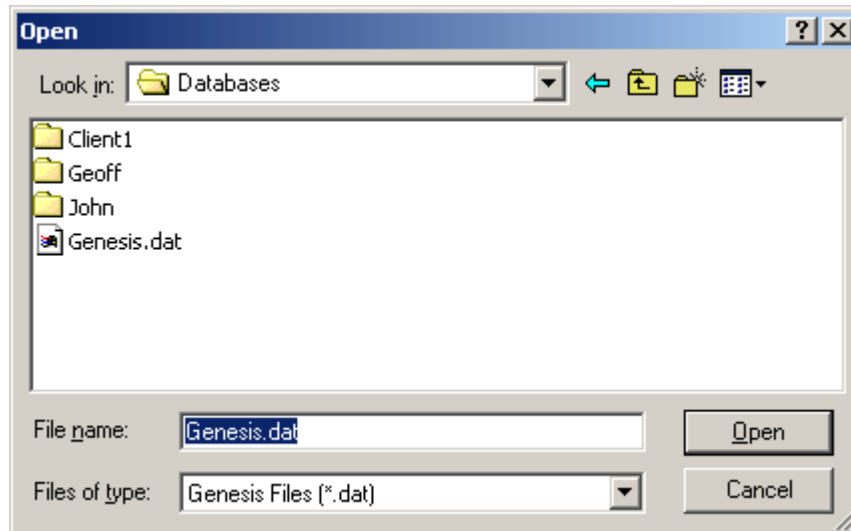 Open
Look in: Databases
Client1
Geoff
John
Genesis.dat
File name: Genesis.dat Open
Files of type: Genesis Files (*.dat) Cancel